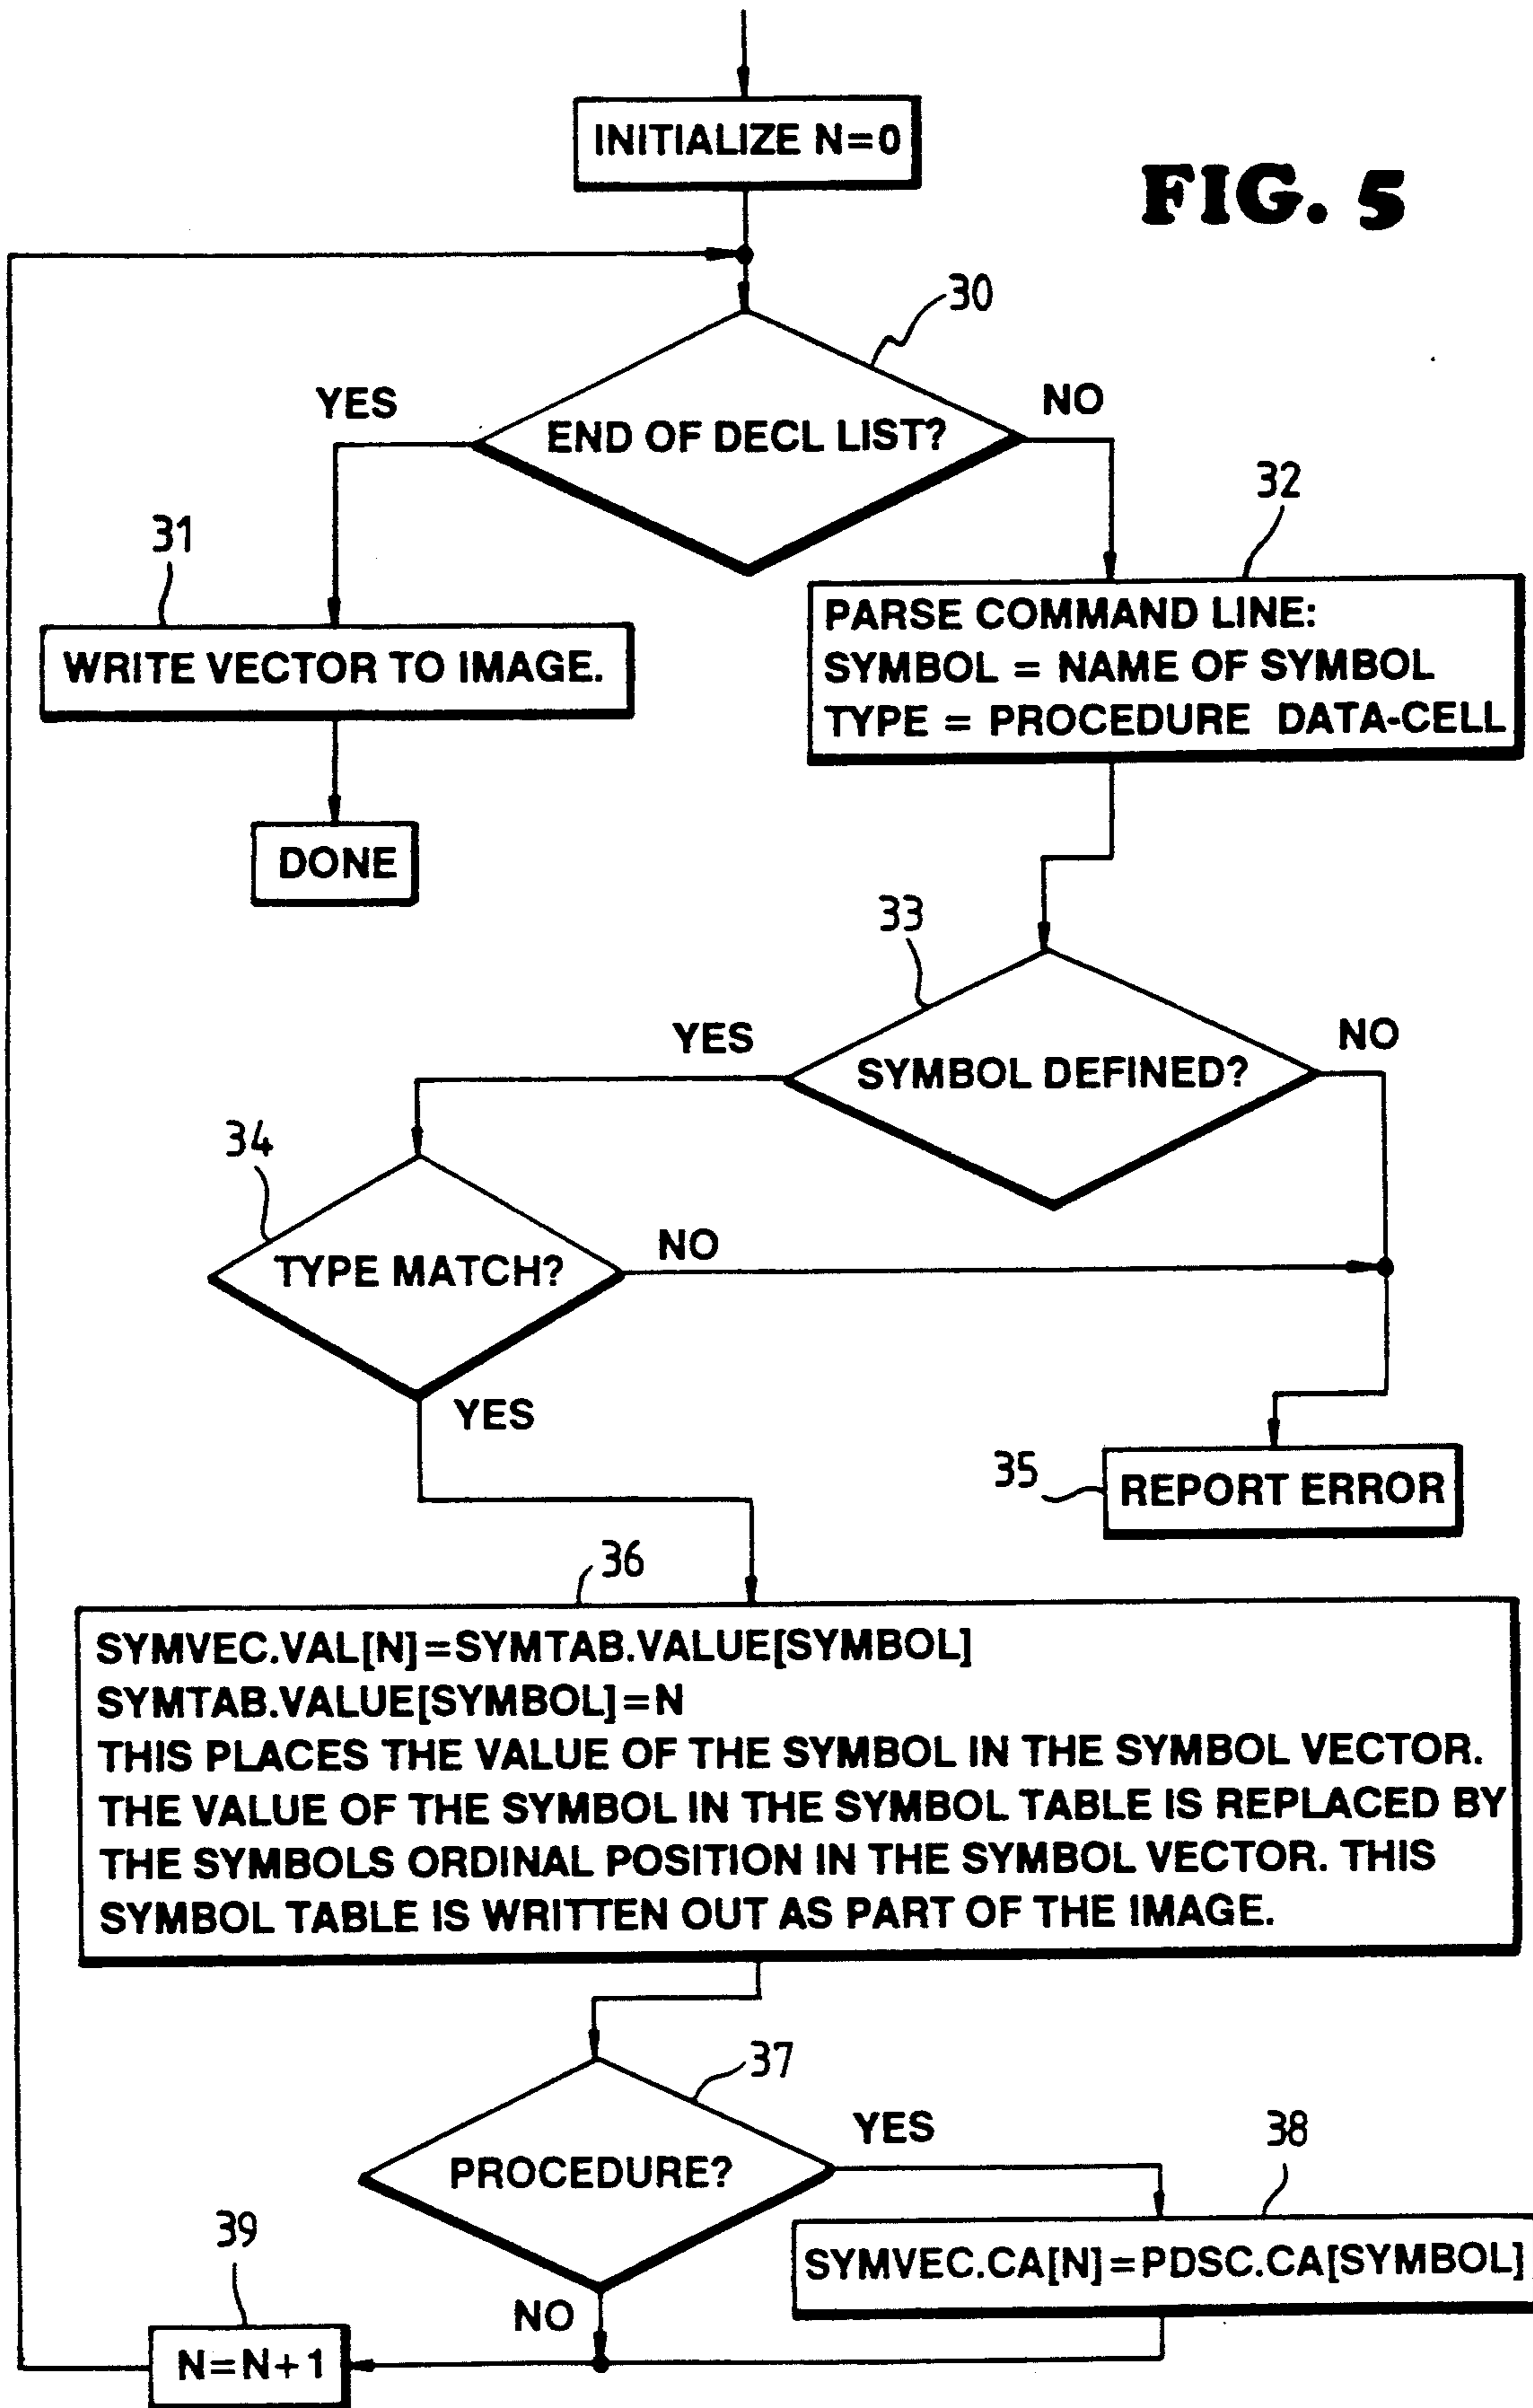 INITIALIZE N=0
FIG. 5
30
YES
NO
END OF DECL LIST?
32
31
PARSE COMMAND LINE:
SYMBOL = NAME OF SYMBOL
TYPE = PROCEDURE DATA-CELL
WRITE VECTOR TO IMAGE.
DONE
33
YES
NO
SYMBOL DEFINED?
34
NO
TYPE MATCH?
YES
35
REPORT ERROR
36
SYMVEC.VAL[N]=SYMTAB.VALUE[SYMBOL]
SYMTAB.VALUE[SYMBOL]=N
THIS PLACES THE VALUE OF THE SYMBOL IN THE SYMBOL VECTOR.
THE VALUE OF THE SYMBOL IN THE SYMBOL TABLE IS REPLACED BY
THE SYMBOLS ORDINAL POSITION IN THE SYMBOL VECTOR. THIS
SYMBOL TABLE IS WRITTEN OUT AS PART OF THE IMAGE.
37
YES
38
PROCEDURE?
39
SYMVEC.CA[N]=PDSC.CA[SYMBOL]
NO
N=N+1